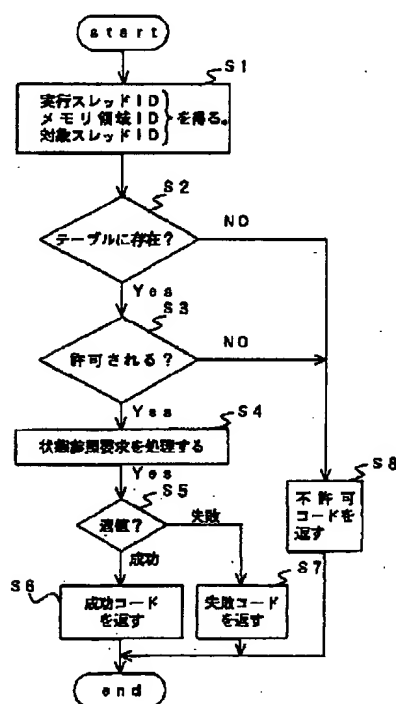 start
S1
実行スレッドID
メモリ領域ID
対象スレッドID
を得る。
S2
テーブルに存在?
NO
Yes
S3
許可される?
NO
Yes
S4
状態参照要求を処理する
Yes
S5
失敗
成功
S8
不許可
コードを
返す
S6
成功コード
を返す
S7
失敗コード
を返す
end